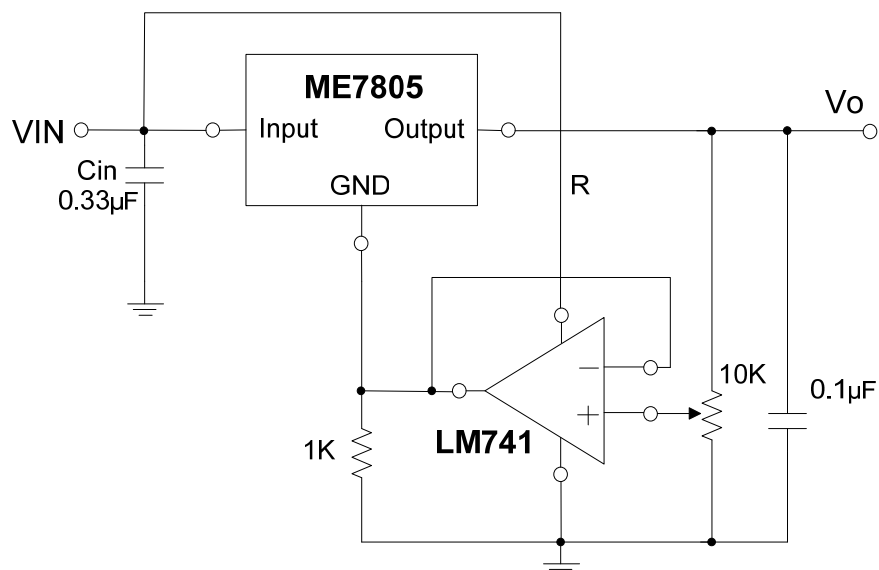 ME7805
VIN
Input
Output
Vo
Cin
0.33µF
GND
R
10K
0.1µF
−
+
1K
LM741